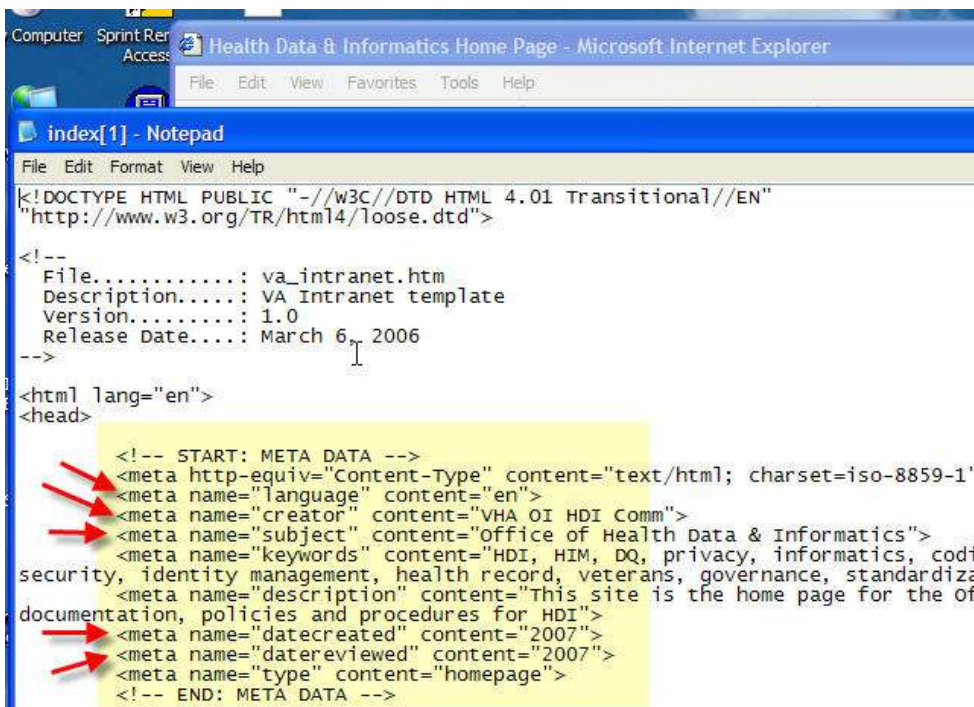 Computer Sprint Rer
Access
Health Data & Informatics Home Page - Microsoft Internet Explorer
File Edit View Favorites Tools Help
index[1] - Notepad
File Edit Format View Help
<!DOCTYPE HTML PUBLIC "-//W3C//DTD HTML 4.01 Transitional//EN"
"http://www.w3.org/TR/html4/loose.dtd">
<!--
File............: va_intranet.htm
Description.....: VA Intranet template
Version.........: 1.0
Release Date....: March 6, 2006
-->
<html lang="en">
<head>
<!-- START: META DATA -->
<meta http-equiv="Content-Type" content="text/html; charset=iso-8859-1"
<meta name="language" content="en">
<meta name="creator" content="VHA OI HDI Comm">
<meta name="subject" content="Office of Health Data & Informatics">
<meta name="keywords" content="HDI, HIM, DQ, privacy, informatics, codi
security, identity management, health record, veterans, governance, standardiza
<meta name="description" content="This site is the home page for the Of
documentation, policies and procedures for HDI">
<meta name="datecreated" content="2007">
<meta name="datereviewed" content="2007">
<meta name="type" content="homepage">
<!-- END: META DATA -->